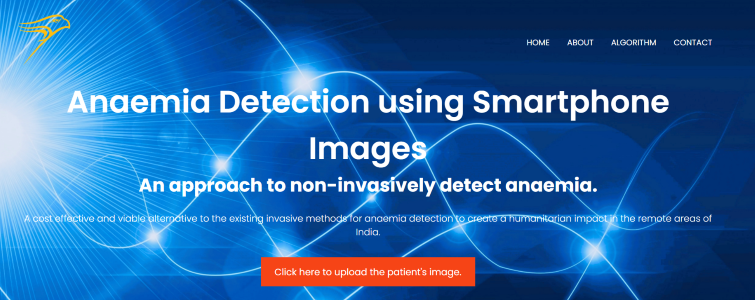 HOME ABOUT ALGORITHM CONTACT
Anaemia Detection using Smartphone
Images
An approach to non-invasively detect anaemia.
A cost effective and viable alternative to the existing invasive methods for anaemia detection to create a humanitarian impact in the remote areas of
India.
Click here to upload the patient's image.